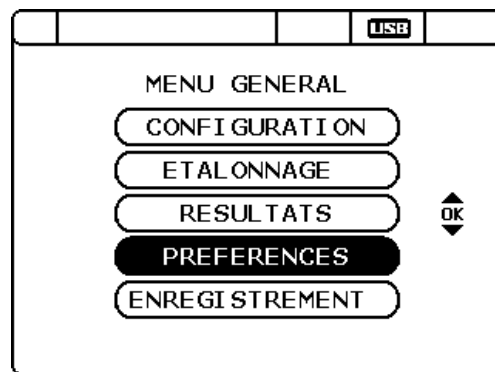 USB
MENU GENERAL
CONFIGURATION
ETALONNAGE
RESULTATS
OK
PREFERENCES
ENREGISTREMENT